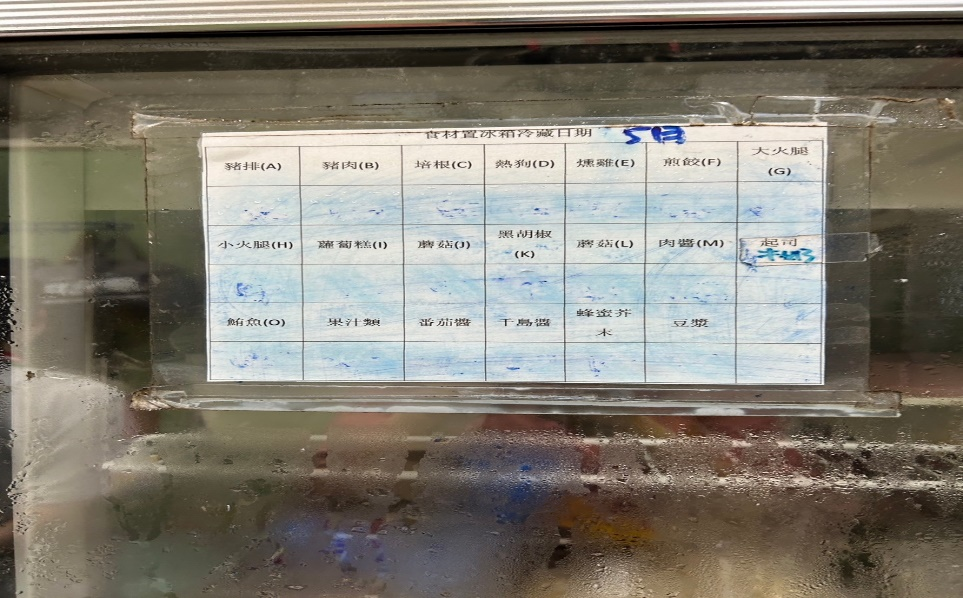 食材置冰箱冷藏日期 5月
豬排(A) 豬肉(B) 培根(C) 熱狗(D) 燻雞(E) 煎餃(F) 大火腿
(G)
小火腿(H) 蘿蔔糕(I) 蘑菇(J) 黑胡椒
(K) 蘑菇(L) 肉醬(M) 起司
鮪魚(O) 果汁類 番茄醬 千島醬 蜂蜜芥
末 豆漿